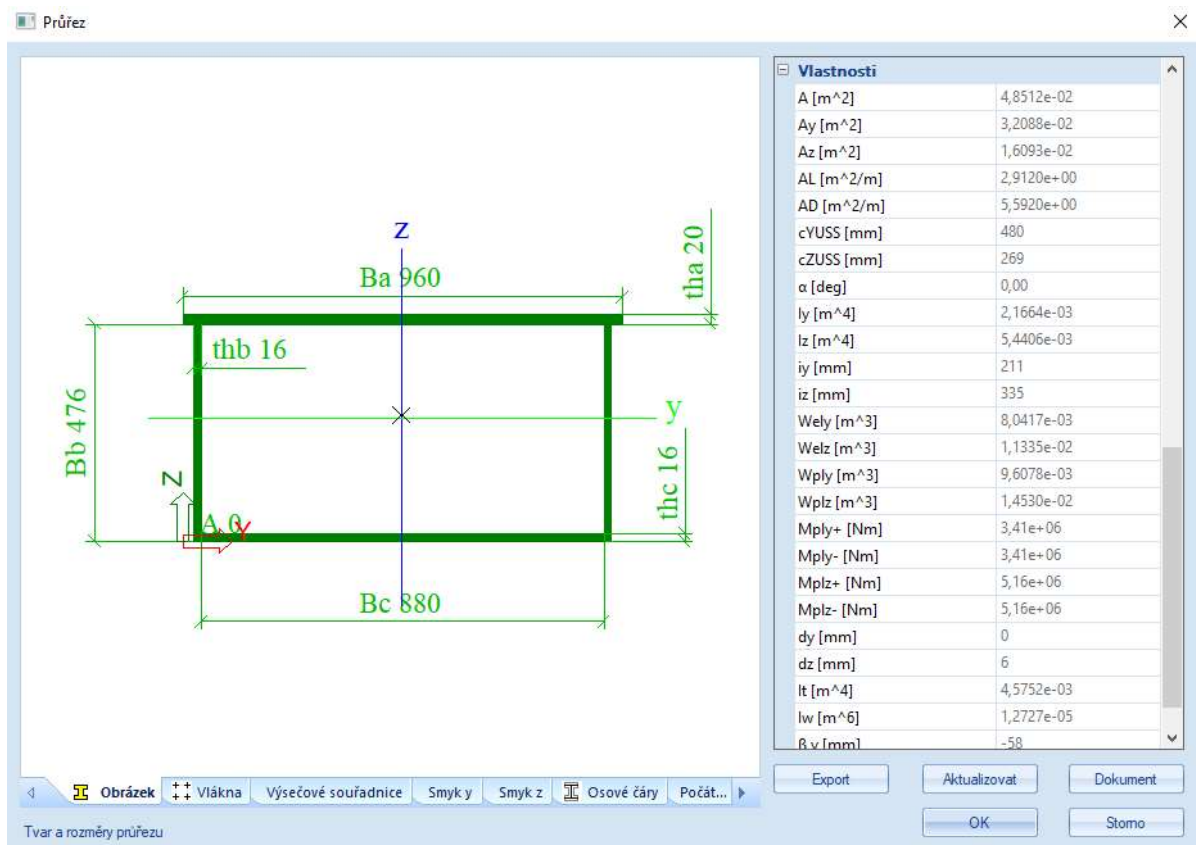 Průřez
z
Ba 960
tha 20
thb 16
Bb 476
y
Z
A 0
Y
thc 16
Bc 880
Vlastnosti
A [m^2] 4,8512e-02
Ay [m^2] 3,2088e-02
Az [m^2] 1,6093e-02
AL [m^2/m] 2,9120e+00
AD [m^2/m] 5,5920e+00
cYUSS [mm] 480
cZUSS [mm] 269
α [deg] 0,00
Iy [m^4] 2,1664e-03
Iz [m^4] 5,4406e-03
iy [mm] 211
iz [mm] 335
Wely [m^3] 8,0417e-03
Welz [m^3] 1,1335e-02
Wply [m^3] 9,6078e-03
Wplz [m^3] 1,4530e-02
Mply+ [Nm] 3,41e+06
Mply- [Nm] 3,41e+06
Mplz+ [Nm] 5,16e+06
Mplz- [Nm] 5,16e+06
dy [mm] 0
dz [mm] 6
It [m^4] 4,5752e-03
Iw [m^6] 1,2727e-05
β y [mm] -58
Obrázek Vlákna Výsečové souřadnice Smyk y Smyk z Osové čáry Počát...
Export Aktualizovat Dokument
OK Storno
Tvar a rozměry průřezu